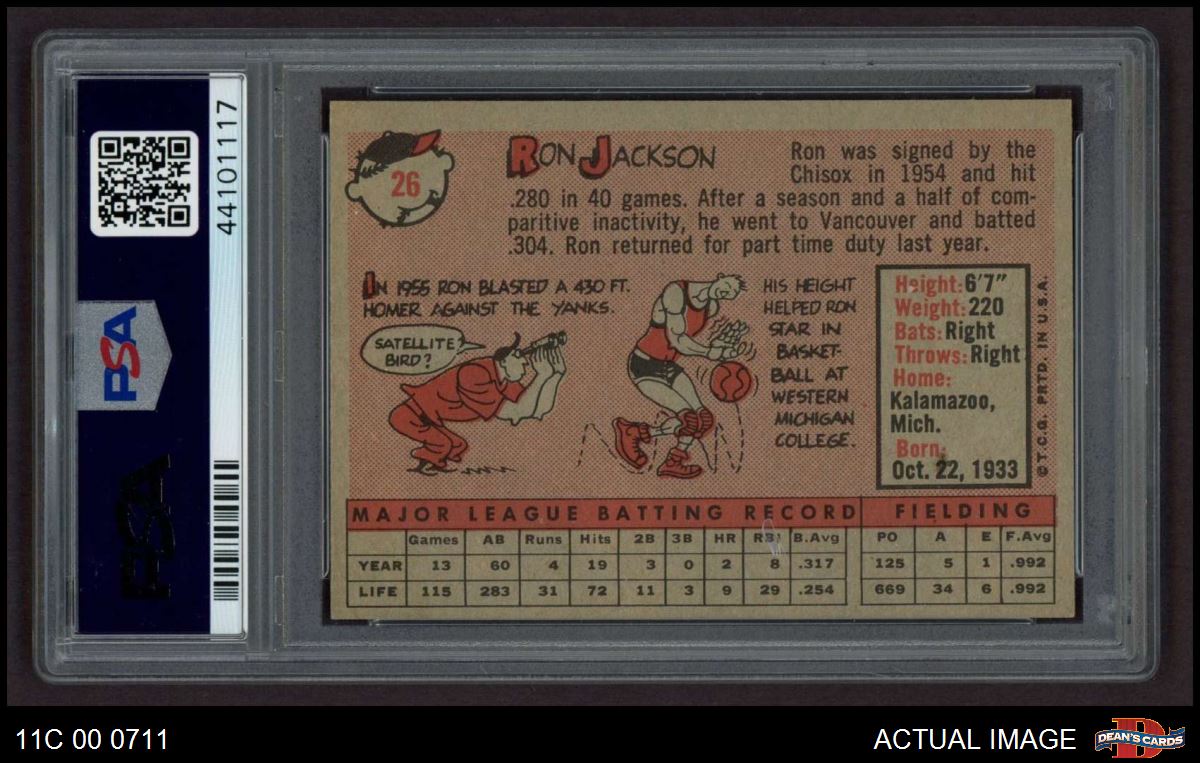 44101117
PSA
PSA
26
RON JACKSON
Ron was signed by the
Chisox in 1954 and hit
.280 in 40 games. After a season and a half of com-
paritive inactivity, he went to Vancouver and batted
.304. Ron returned for part time duty last year.
IN 1955 RON BLASTED A 430 FT.
HOMER AGAINST THE YANKS.
SATELLITE?
BIRD?
HIS HEIGHT
HELPED RON
STAR IN
BASKET-
BALL AT
WESTERN
MICHIGAN
COLLEGE.
Height: 6'7"
Weight: 220
Bats: Right
Throws: Right
Home:
Kalamazoo,
Mich.
Born:
Oct. 22, 1933
© T.C.G. PRTD. IN U.S.A.
MAJOR LEAGUE BATTING RECORD FIELDING
Games AB Runs Hits 2B 3B HR RBI B.Avg PO A E F.Avg
YEAR 13 60 4 19 3 0 2 8 .317 125 5 1 .992
LIFE 115 283 31 72 3 9 29 .254 669 34 6 .992
11C 00 0711
ACTUAL IMAGE
DEAN'S CARDS